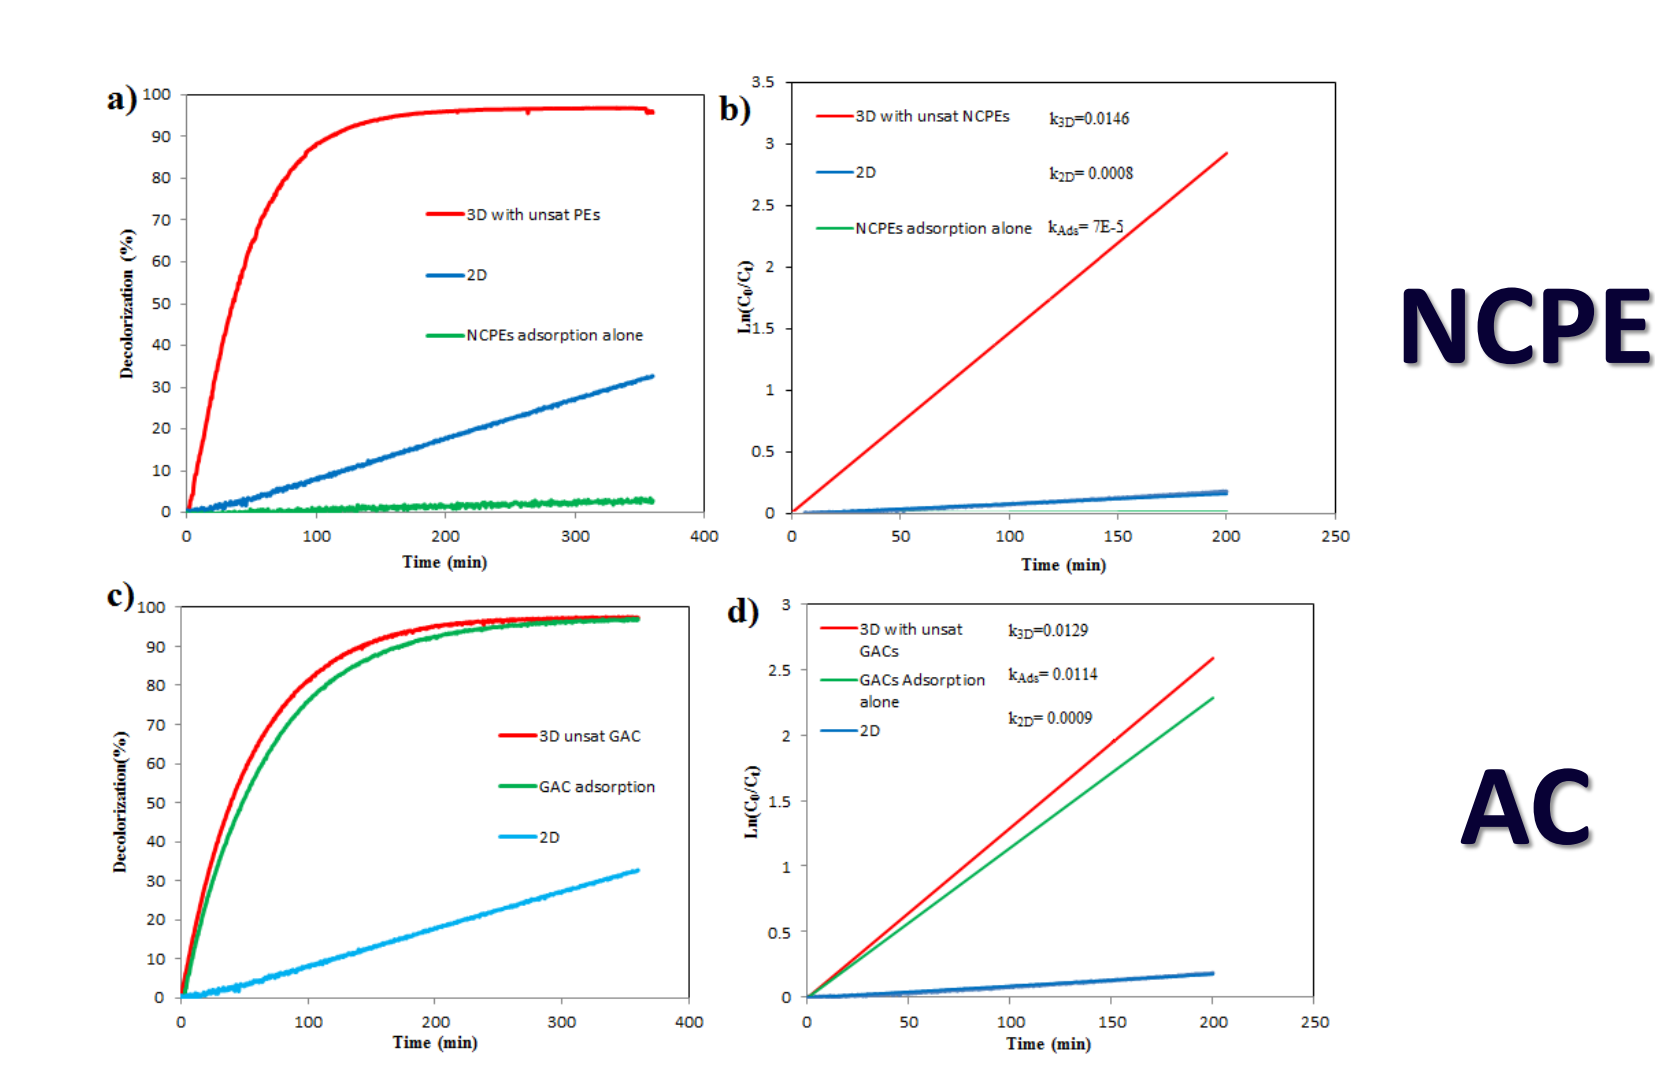 a)
100
90
80
70
60
50
40
30
20
10
0
Decolorization (%)
3D with unsat PEs
2D
NCPEs adsorption alone
0 100 200 300 400
Time (min)
b)
3.5
3
2.5
2
1.5
1
0.5
0
Ln(C0/Ct)
3D with unsat NCPEs k3D=0.0146
2D k2D= 0.0008
NCPEs adsorption alone kAds= 7E-5
0 50 100 150 200 250
Time (min)
NCPE
c)
100
90
80
70
60
50
40
30
20
10
0
Decolorization(%)
3D unsat GAC
GAC adsorption
2D
0 100 200 300 400
Time (min)
d)
3
2.5
2
1.5
1
0.5
0
Ln(C0/Ct)
3D with unsat k3D=0.0129
GACs
GACs Adsorption kAds= 0.0114
alone
2D k2D= 0.0009
0 50 100 150 200 250
Time (min)
AC